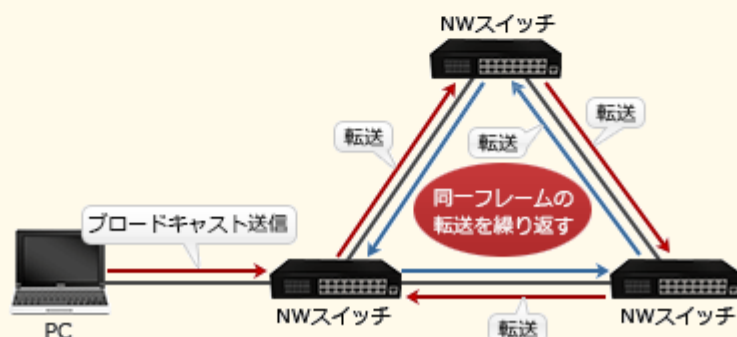 NWスイッチ
転送
転送
転送
同一フレームの
転送を繰り返す
ブロードキャスト送信
PC
NWスイッチ
転送
NWスイッチ